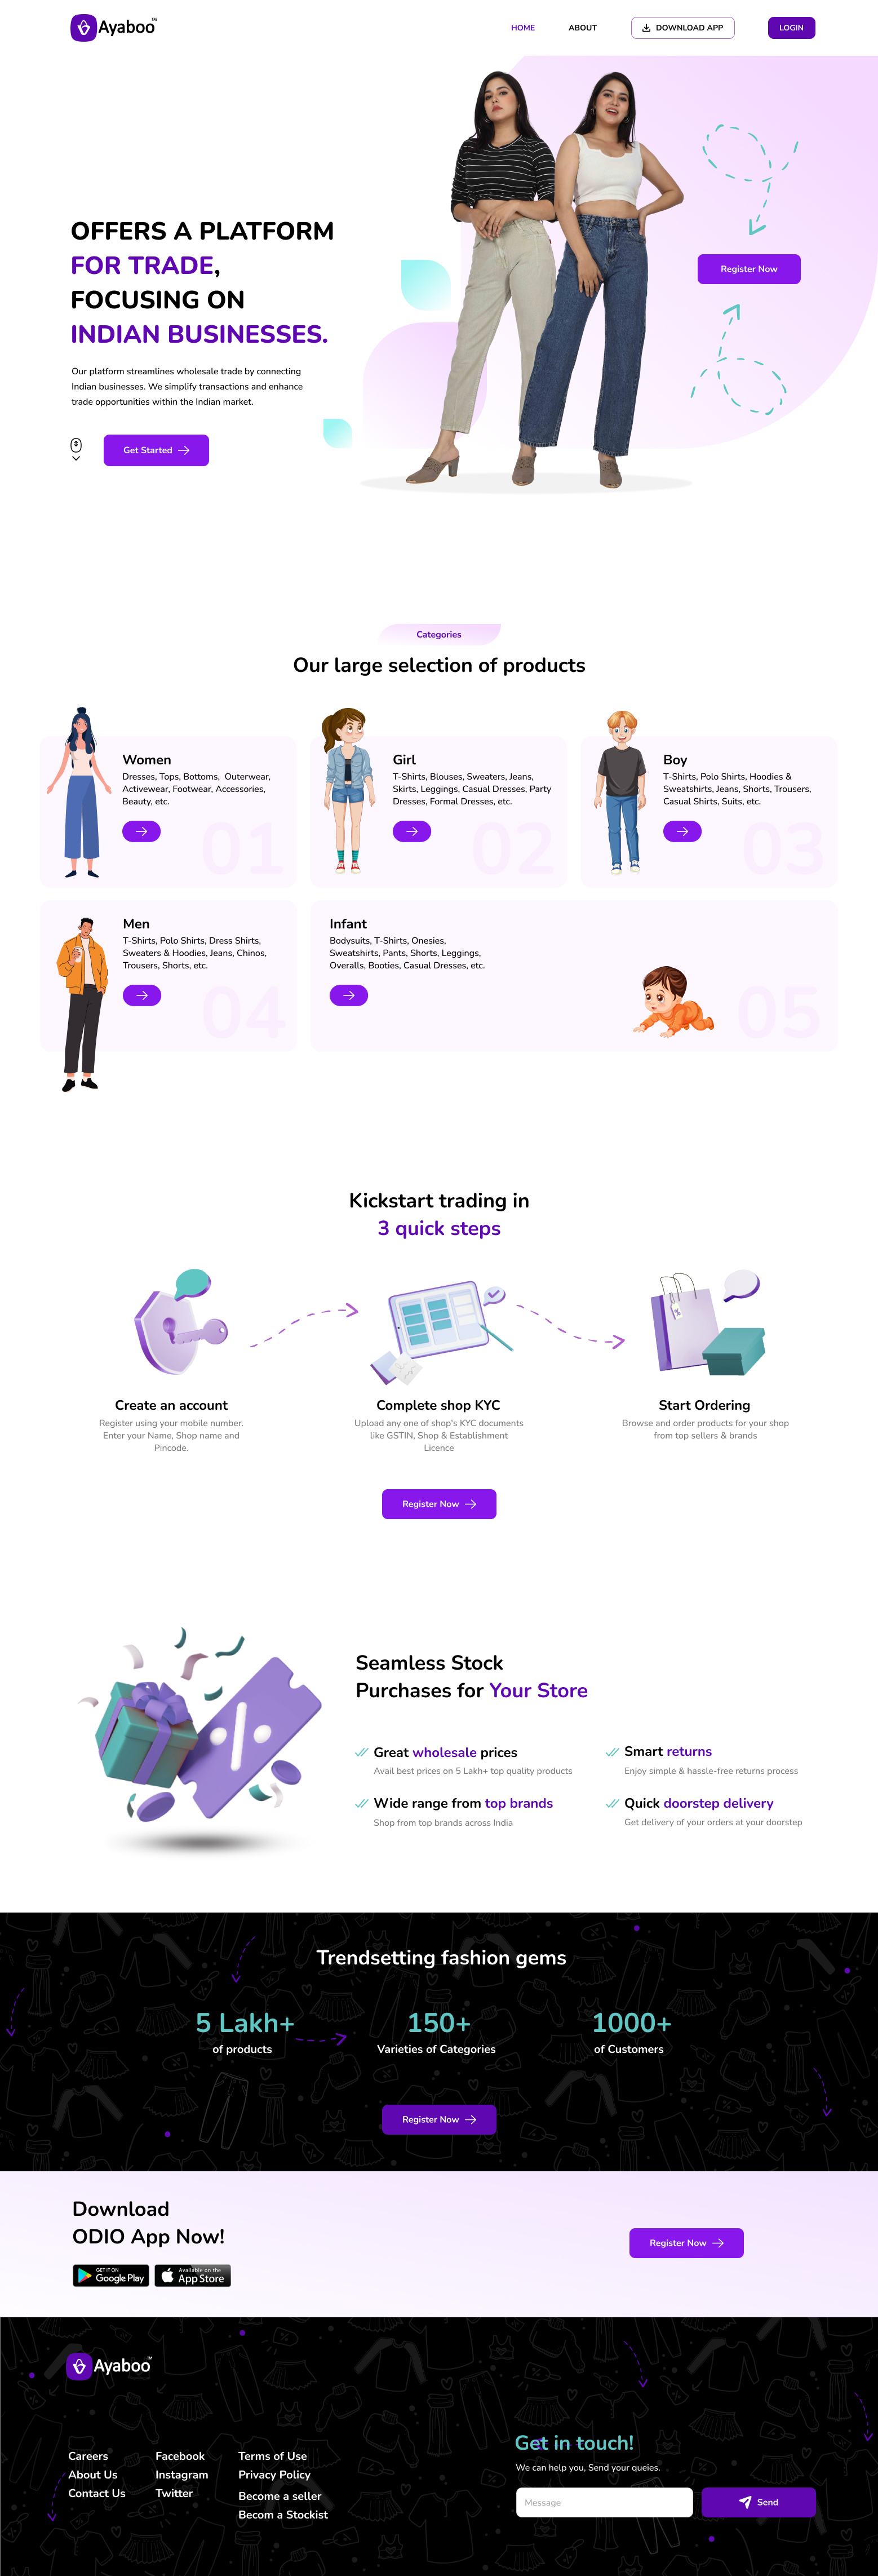 Ayaboo™
HOME
ABOUT
DOWNLOAD APP
LOGIN
OFFERS A PLATFORM
FOR TRADE,
FOCUSING ON
INDIAN BUSINESSES.
Our platform streamlines wholesale trade by connecting
Indian businesses. We simplify transactions and enhance
trade opportunities within the Indian market.
Get Started
Register Now
Categories
Our large selection of products
Women
Dresses, Tops, Bottoms, Outerwear,
Activewear, Footwear, Accessories,
Beauty, etc.
01
Girl
T-Shirts, Blouses, Sweaters, Jeans,
Skirts, Leggings, Casual Dresses, Party
Dresses, Formal Dresses, etc.
02
Boy
T-Shirts, Polo Shirts, Hoodies &
Sweatshirts, Jeans, Shorts, Trousers,
Casual Shirts, Suits, etc.
03
Men
T-Shirts, Polo Shirts, Dress Shirts,
Sweaters & Hoodies, Jeans, Chinos,
Trousers, Shorts, etc.
04
Infant
Bodysuits, T-Shirts, Onesies,
Sweatshirts, Pants, Shorts, Leggings,
Overalls, Booties, Casual Dresses, etc.
05
Kickstart trading in
3 quick steps
Create an account
Register using your mobile number.
Enter your Name, Shop name and
Pincode.
Complete shop KYC
Upload any one of shop's KYC documents
like GSTIN, Shop & Establishment
Licence
Start Ordering
Browse and order products for your shop
from top sellers & brands
Register Now
Seamless Stock
Purchases for Your Store
Great wholesale prices
Avail best prices on 5 Lakh+ top quality products
Smart returns
Enjoy simple & hassle-free returns process
Wide range from top brands
Shop from top brands across India
Quick doorstep delivery
Get delivery of your orders at your doorstep
Trendsetting fashion gems
5 Lakh+
of products
150+
Varieties of Categories
1000+
of Customers
Register Now
Download
ODIO App Now!
GET IT ON
Google Play
Available on the
App Store
Register Now
Ayaboo™
Careers
About Us
Contact Us
Facebook
Instagram
Twitter
Terms of Use
Privacy Policy
Become a seller
Becom a Stockist
Get in touch!
We can help you, Send your queies.
Message
Send